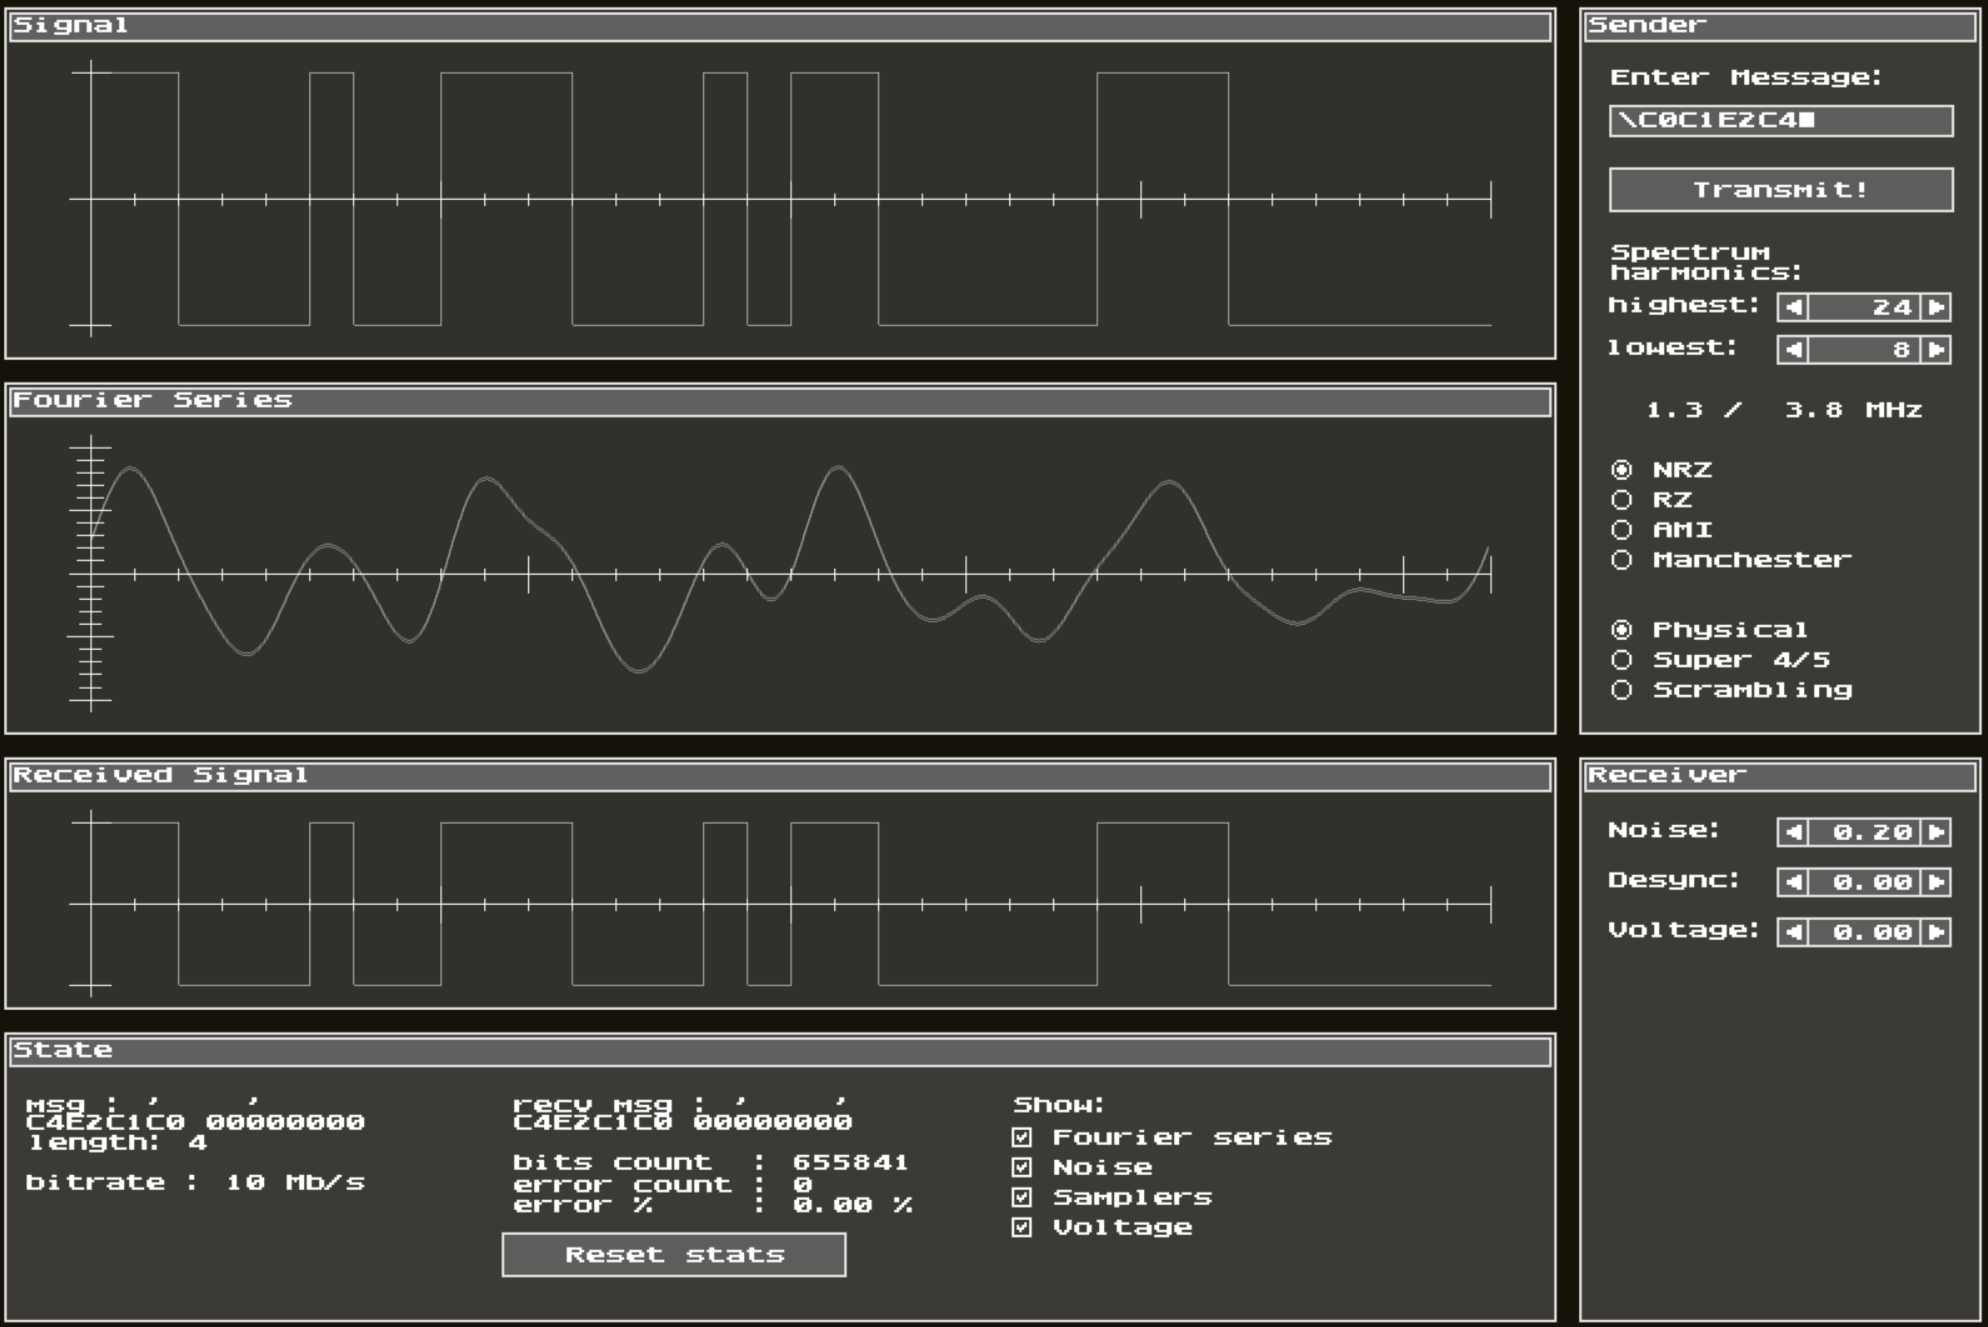 Signal
Fourier Series
Received Signal
State
msg : ' '
C4E2C1C0 00000000
length: 4
bitrate : 10 Mb/s
recv msg : ' '
C4E2C1C0 00000000
bits count : 655841
error count : 0
error % : 0.00 %
Reset stats
Show:
Fourier series
Noise
Samplers
Voltage
Sender
Enter Message:
\C0C1E2C4
Transmit!
Spectrum
harmonics:
highest: 24
lowest: 8
1.3 / 3.8 MHz
NRZ
RZ
AMI
Manchester
Physical
Super 4/5
Scrambling
Receiver
Noise: 0.20
Desync: 0.00
Voltage: 0.00